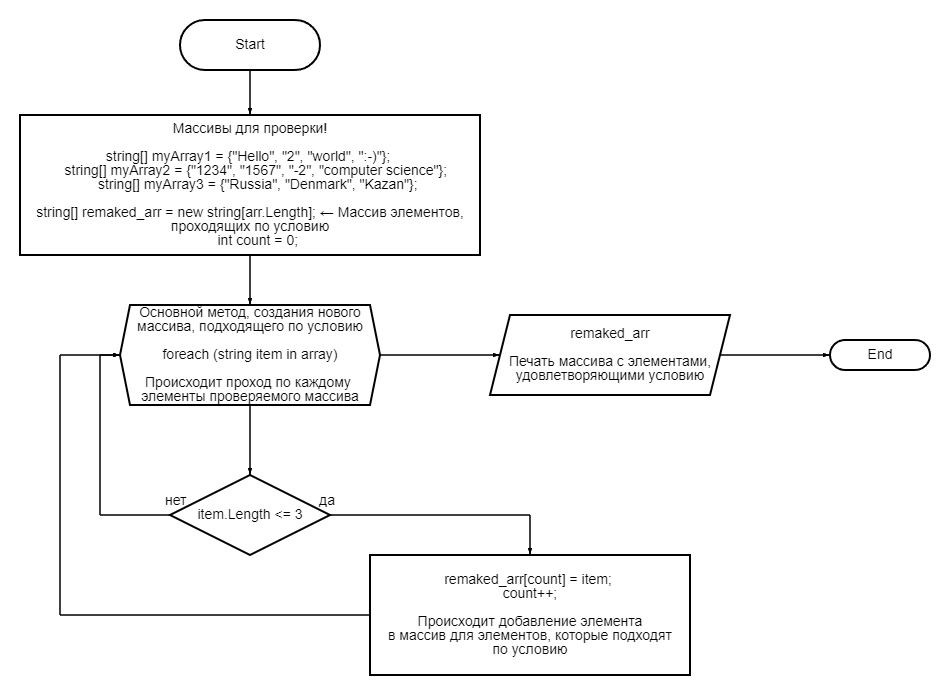 Start
Массивы для проверки!
string[] myArray1 = {"Hello", "2", "world", ":-)"};
string[] myArray2 = {"1234", "1567", "-2", "computer science"};
string[] myArray3 = {"Russia", "Denmark", "Kazan"};
string[] remaked_arr = new string[arr.Length]; ← Массив элементов,
проходящих по условию
int count = 0;
Основной метод, создания нового
массива, подходящего по условию
foreach (string item in array)
Происходит проход по каждому
элементы проверяемого массива
remaked_arr
Печать массива с элементами,
удовлетворяющими условию
End
нет
item.Length <= 3
да
remaked_arr[count] = item;
count++;
Происходит добавление элемента
в массив для элементов, которые подходят
по условию